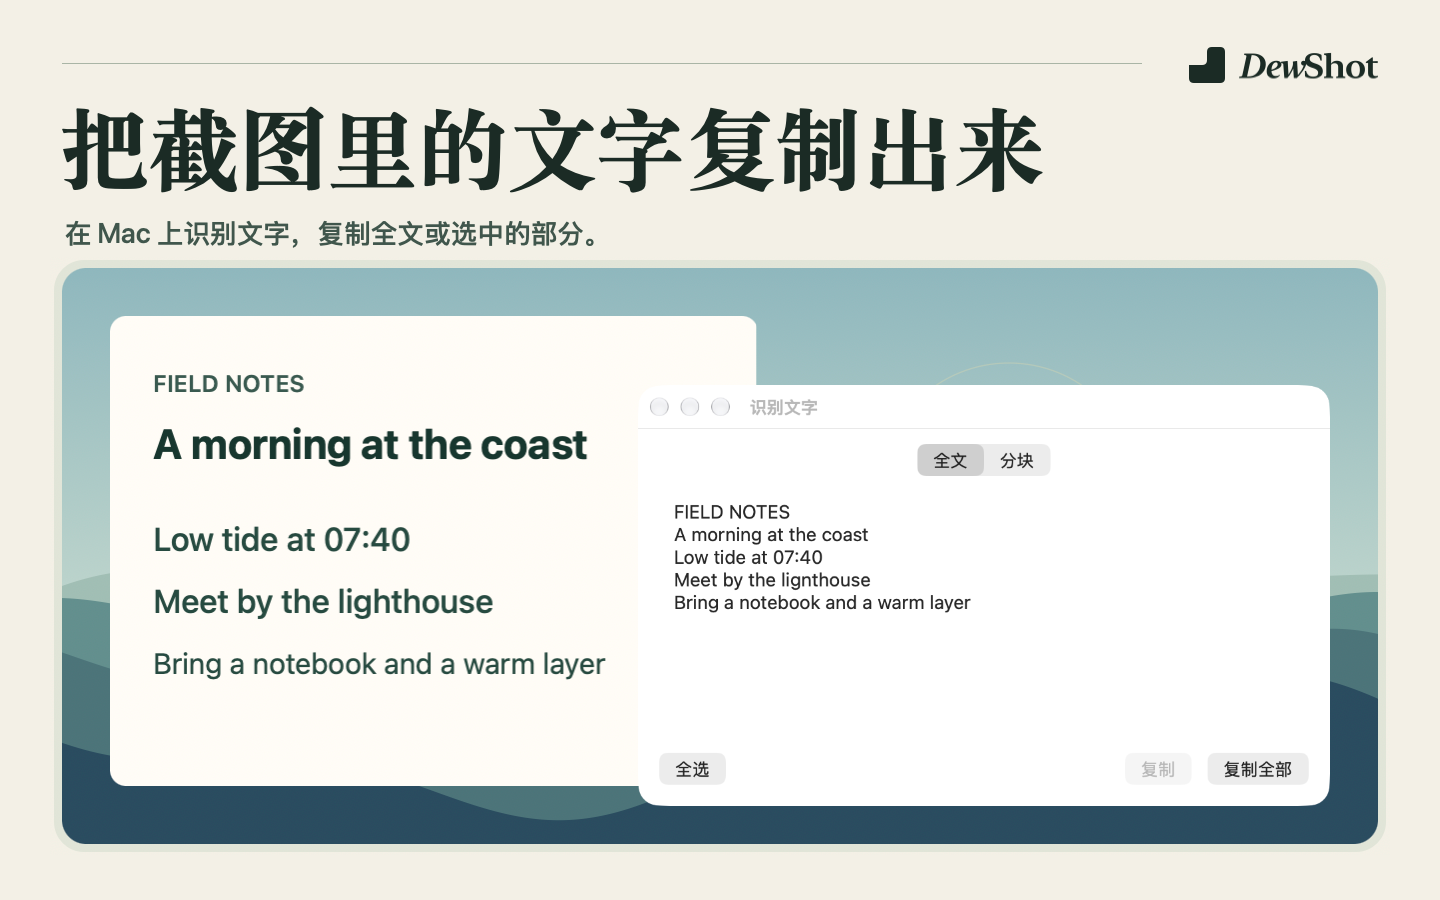 DewShot
把截图里的文字复制出来
在 Mac 上识别文字，复制全文或选中的部分。
FIELD NOTES
A morning at the coast
Low tide at 07:40
Meet by the lighthouse
Bring a notebook and a warm layer
识别文字
全文 分块
FIELD NOTES
A morning at the coast
Low tide at 07:40
Meet by the lignthouse
Bring a notebook and a warm layer
全选 复制 复制全部